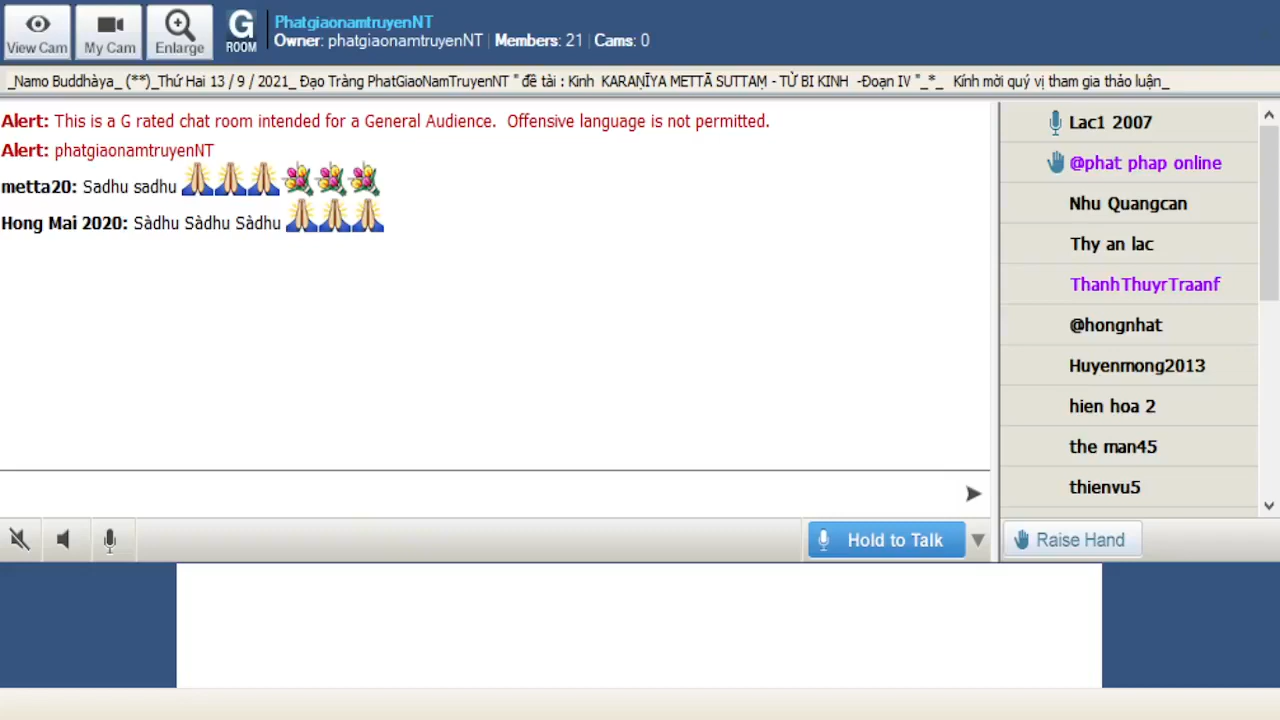 View Cam
My Cam
Enlarge
G
ROOM
PhatgiaonamtruyenNT
Owner: phatgiaonamtruyenNT | Members: 21 | Cams: 0
_Namo Buddhàya_ (**)_Thứ Hai 13 / 9 / 2021_ Đạo Tràng PhatGiaoNamTruyenNT " đề tài : Kinh KARAṆĪYA METTĀ SUTTAṂ - TỪ BI KINH -Đoạn IV "_*_ Kính mời quý vị tham gia thảo luận_
Alert: This is a G rated chat room intended for a General Audience. Offensive language is not permitted.
Alert: phatgiaonamtruyenNT
metta20: Sadhu sadhu
Hong Mai 2020: Sàdhu Sàdhu Sàdhu
Lac1 2007
@phat phap online
Nhu Quangcan
Thy an lac
ThanhThuyrTraanf
@hongnhat
Huyenmong2013
hien hoa 2
the man45
thienvu5
Hold to Talk
Raise Hand